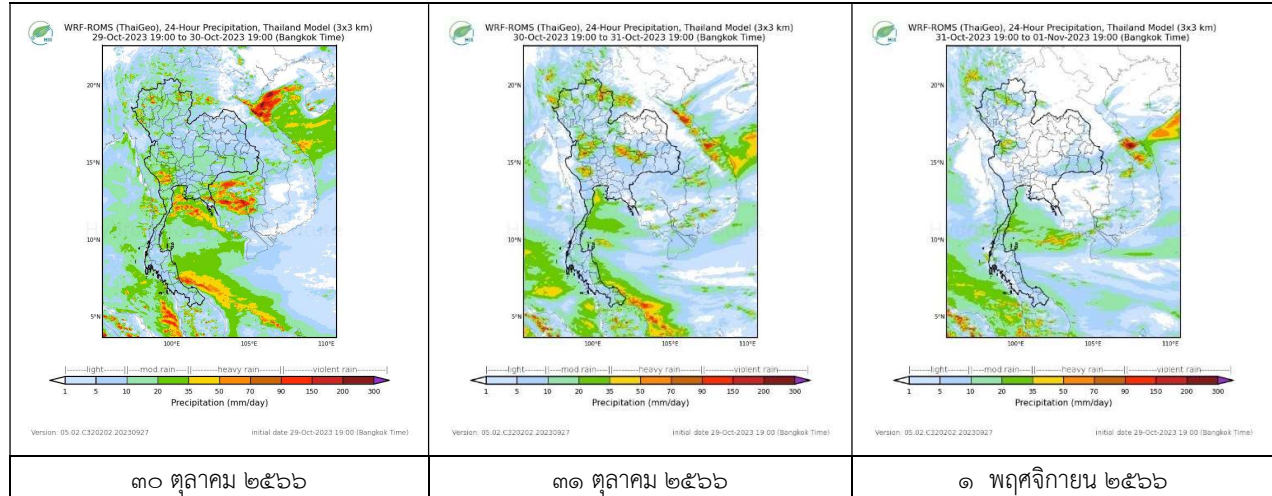 WRF-ROMS (ThaiGeo), 24-Hour Precipitation, Thailand Model (3x3 km)
29-Oct-2023 19:00 to 30-Oct-2023 19:00 (Bangkok Time)
20°N
15°N
10°N
5°N
100°E 105°E 110°E
|--------light--------||----mod rain----||------heavy rain------||------violent rain------|
1 5 10 20 35 50 70 90 150 200 300
Precipitation (mm/day)
Version: 05.02.C320202.20230927 initial date 29-Oct-2023 19:00 (Bangkok Time)
๓๐ ตุลาคม ๒๕๖๖
WRF-ROMS (ThaiGeo), 24-Hour Precipitation, Thailand Model (3x3 km)
30-Oct-2023 19:00 to 31-Oct-2023 19:00 (Bangkok Time)
20°N
15°N
10°N
5°N
100°E 105°E 110°E
|--------light--------||----mod rain----||------heavy rain------||------violent rain------|
1 5 10 20 35 50 70 90 150 200 300
Precipitation (mm/day)
Version: 05.02.C320202.20230927 initial date 29-Oct-2023 19:00 (Bangkok Time)
๓๑ ตุลาคม ๒๕๖๖
WRF-ROMS (ThaiGeo), 24-Hour Precipitation, Thailand Model (3x3 km)
31-Oct-2023 19:00 to 01-Nov-2023 19:00 (Bangkok Time)
20°N
15°N
10°N
5°N
100°E 105°E 110°E
|--------light--------||----mod rain----||------heavy rain------||------violent rain------|
1 5 10 20 35 50 70 90 150 200 300
Precipitation (mm/day)
Version: 05.02.C320202.20230927 initial date 29-Oct-2023 19:00 (Bangkok Time)
๑ พฤศจิกายน ๒๕๖๖